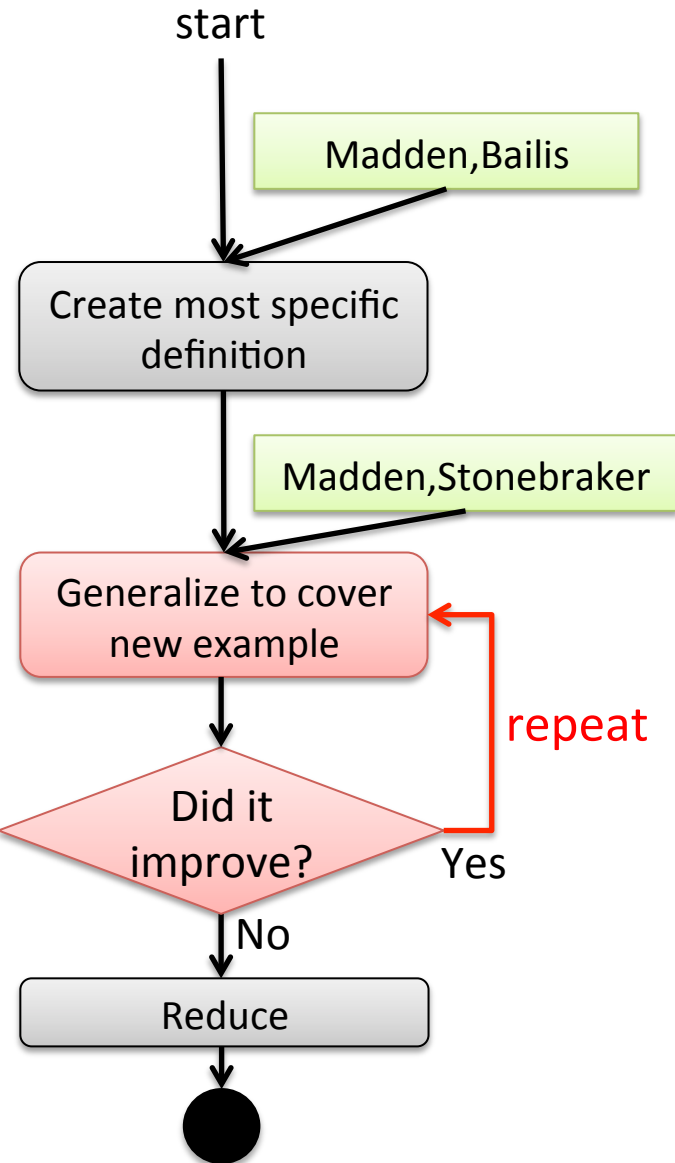 start
Madden,Bailis
Create most specific
definition
Madden,Stonebraker
Generalize to cover
new example
repeat
Did it
improve?
Yes
No
Reduce